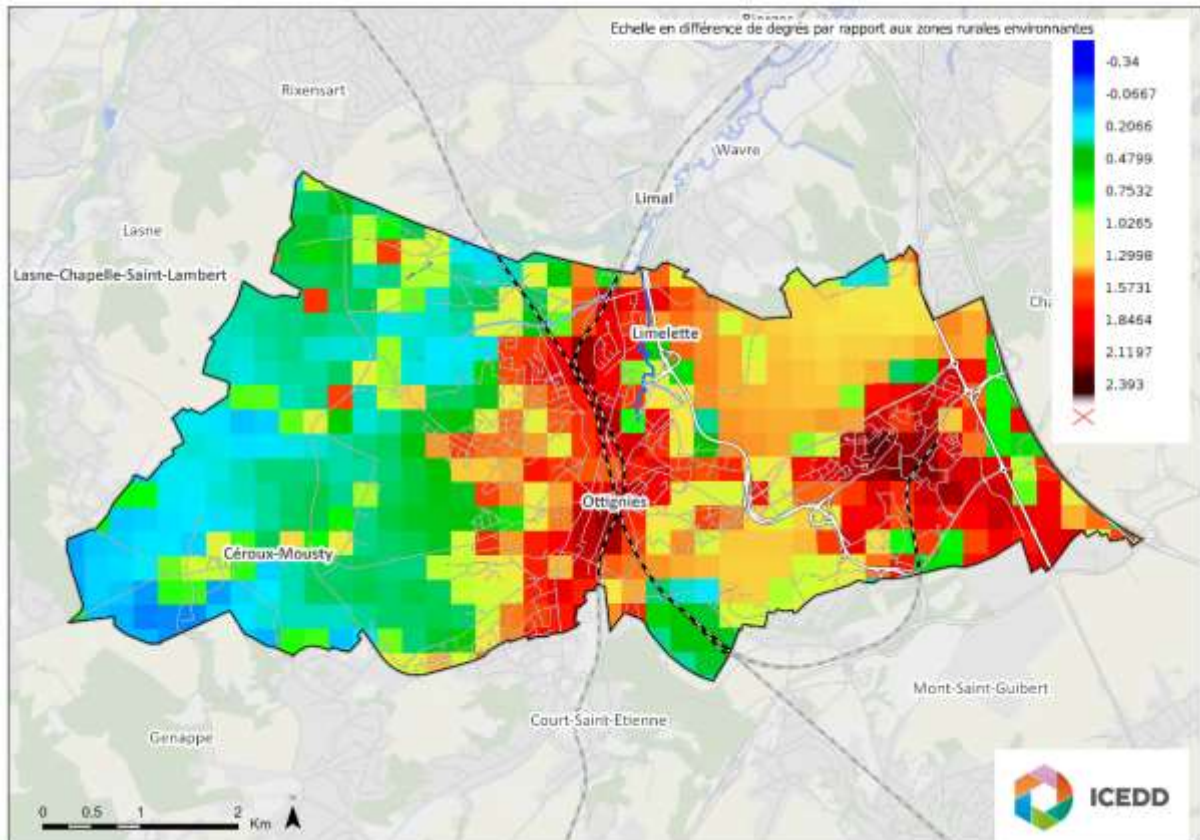 Echelle en différence de degrés par rapport aux zones rurales environnantes
-0.34
-0.0667
0.2066
0.4799
0.7532
1.0265
1.2998
1.5731
1.8464
2.1197
2.393
Rixensart
Wavre
Limal
Lasne
Lasne-Chapelle-Saint-Lambert
Limelette
Ottignies
Céroux-Mousty
Mont-Saint-Guibert
Court-Saint-Etienne
Genappe
0 0.5 1 2
Km
ICEDD